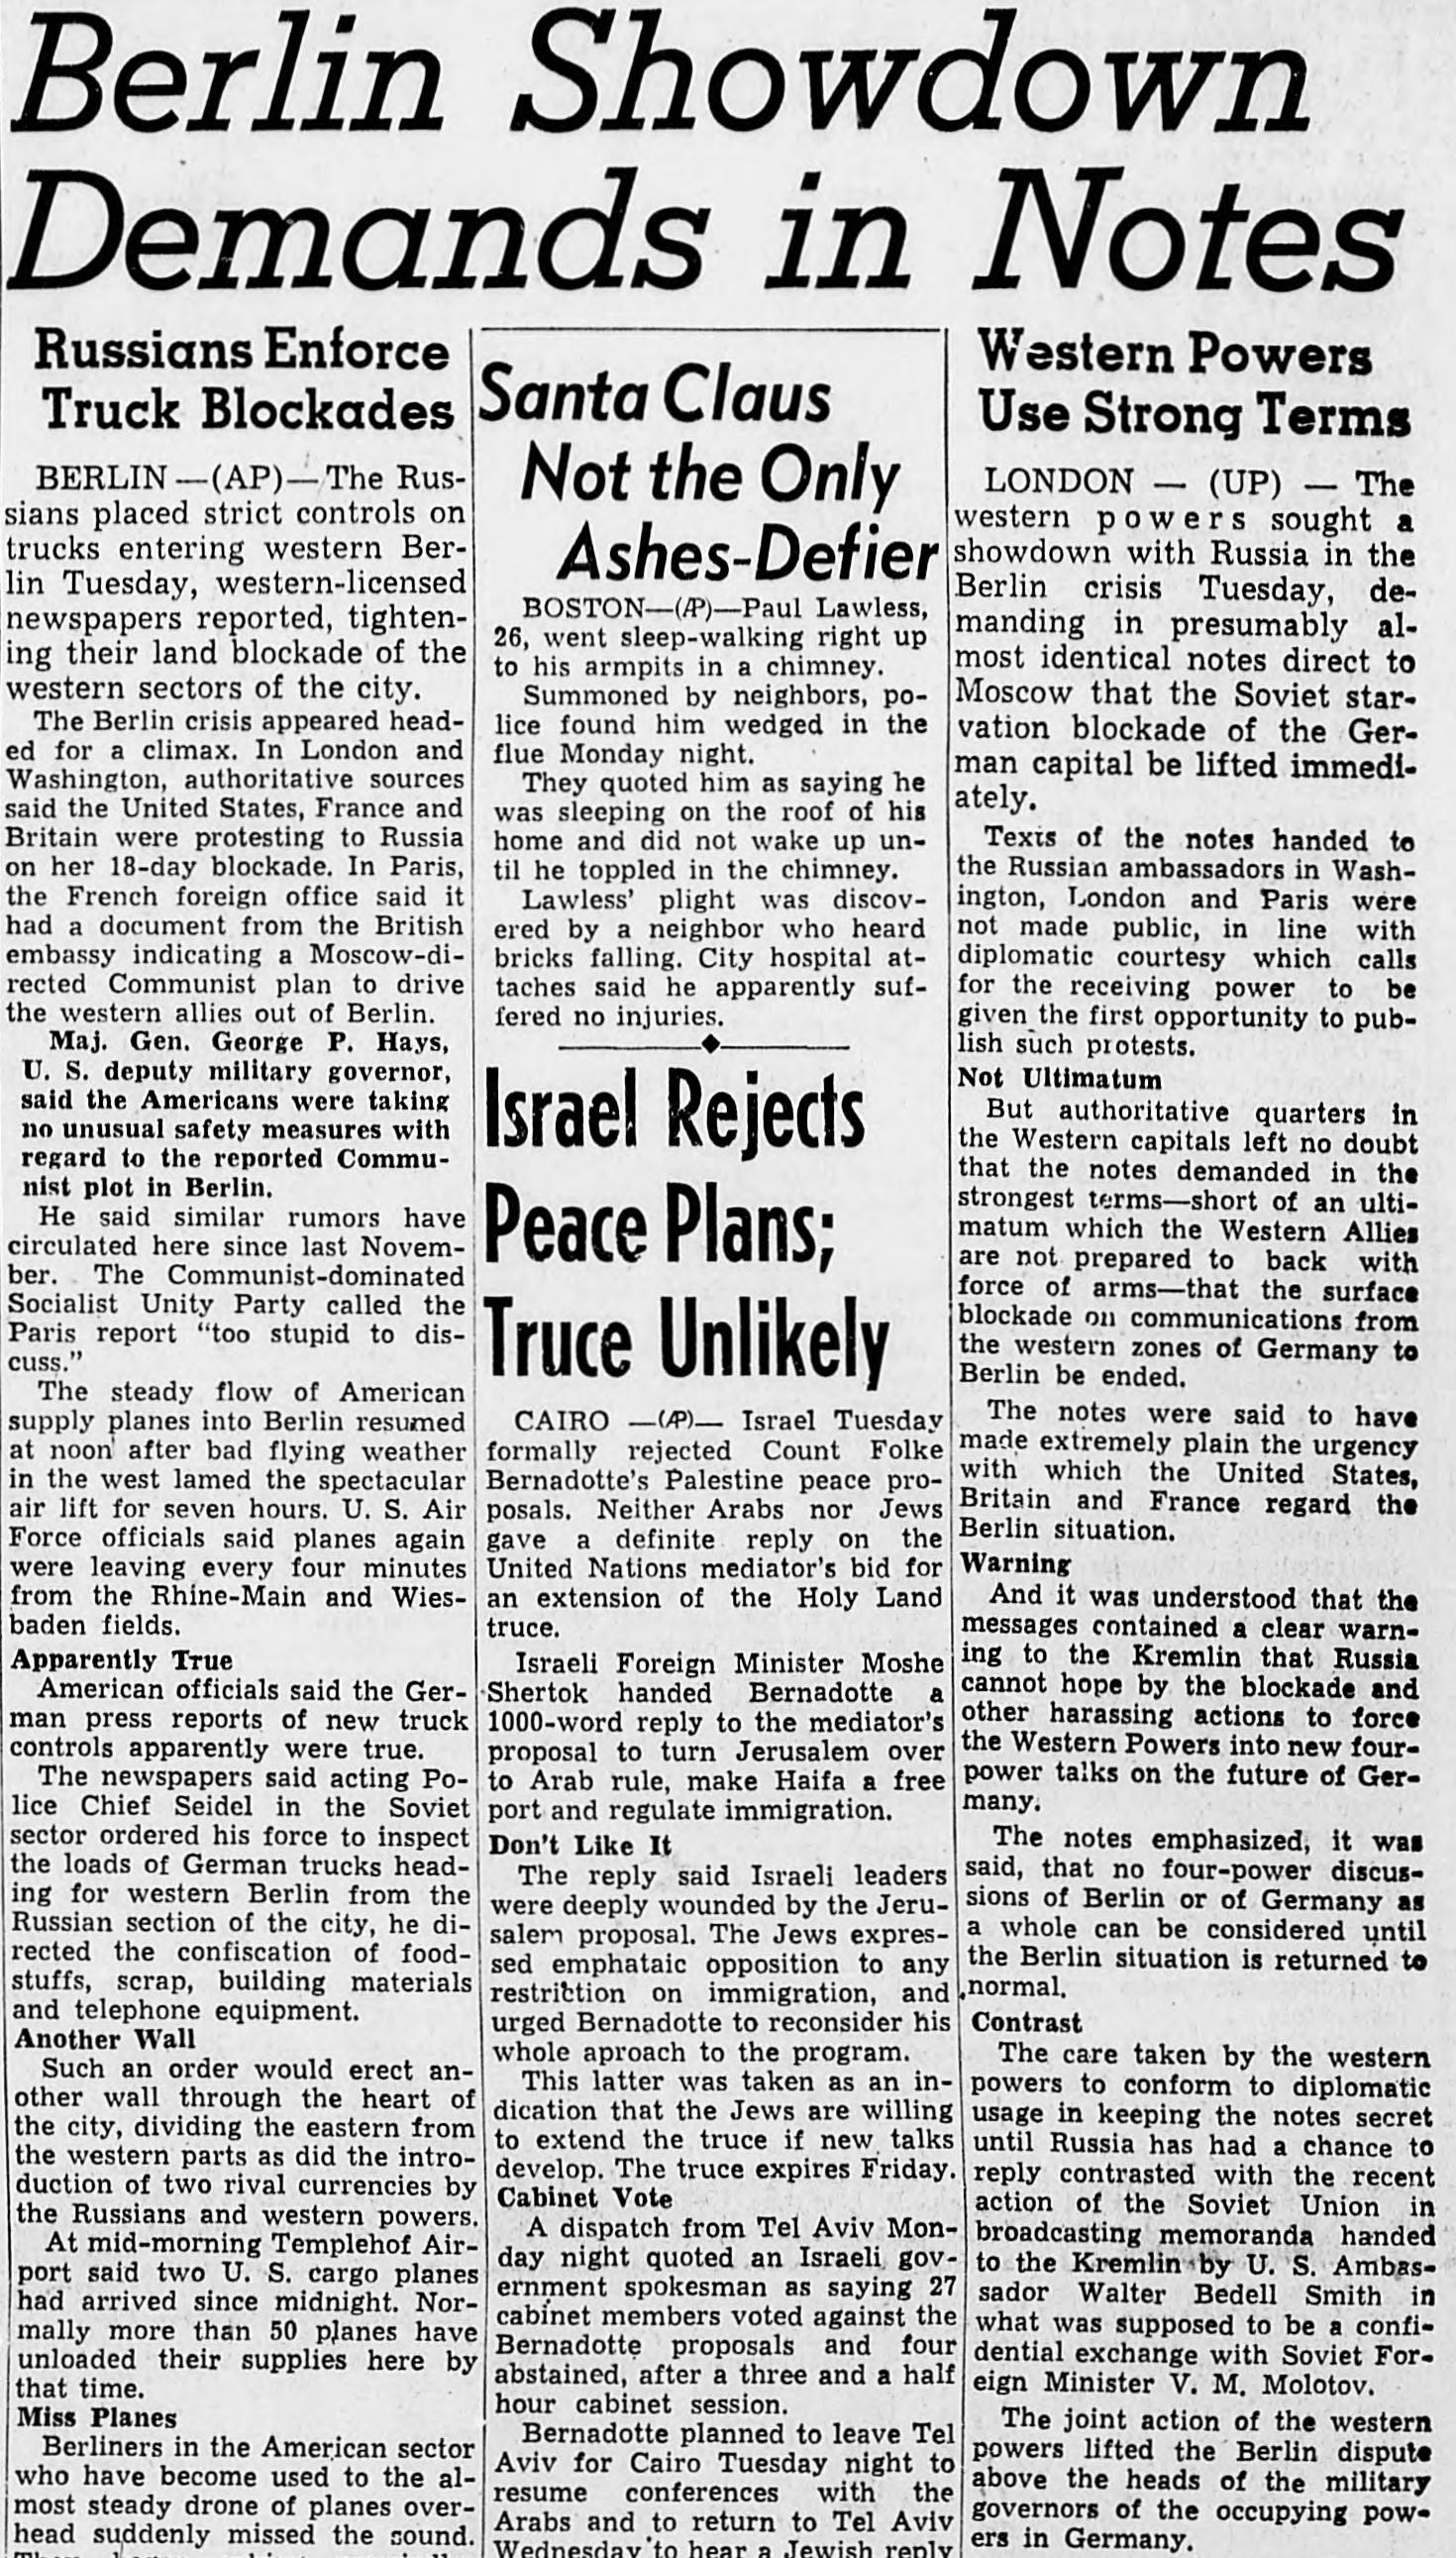 Berlin Showdown
Demands in Notes
Russians Enforce
Truck Blockades
BERLIN —(AP)— The Rus-
sians placed strict controls on
trucks entering western Ber-
lin Tuesday, western-licensed
newspapers reported, tighten-
ing their land blockade of the
western sectors of the city.
The Berlin crisis appeared head-
ed for a climax. In London and
Washington, authoritative sources
said the United States, France and
Britain were protesting to Russia
on her 18-day blockade. In Paris,
the French foreign office said it
had a document from the British
embassy indicating a Moscow-di-
rected Communist plan to drive
the western allies out of Berlin.
Maj. Gen. George P. Hays,
U. S. deputy military governor,
said the Americans were taking
no unusual safety measures with
regard to the reported Commu-
nist plot in Berlin.
He said similar rumors have
circulated here since last Novem-
ber. The Communist-dominated
Socialist Unity Party called the
Paris report "too stupid to dis-
cuss."
The steady flow of American
supply planes into Berlin resumed
at noon after bad flying weather
in the west lamed the spectacular
air lift for seven hours. U. S. Air
Force officials said planes again
were leaving every four minutes
from the Rhine-Main and Wies-
baden fields.
Apparently True
American officials said the Ger-
man press reports of new truck
controls apparently were true.
The newspapers said acting Po-
lice Chief Seidel in the Soviet
sector ordered his force to inspect
the loads of German trucks head-
ing for western Berlin from the
Russian section of the city, he di-
rected the confiscation of food-
stuffs, scrap, building materials
and telephone equipment.
Another Wall
Such an order would erect an-
other wall through the heart of
the city, dividing the eastern from
the western parts as did the intro-
duction of two rival currencies by
the Russians and western powers.
At mid-morning Templehof Air-
port said two U. S. cargo planes
had arrived since midnight. Nor-
mally more than 50 planes have
unloaded their supplies here by
that time.
Miss Planes
Berliners in the American sector
who have become used to the al-
most steady drone of planes over-
head suddenly missed the sound.
Santa Claus
Not the Only
Ashes-Defier
BOSTON—(AP)—Paul Lawless,
26, went sleep-walking right up
to his armpits in a chimney.
Summoned by neighbors, po-
lice found him wedged in the
flue Monday night.
They quoted him as saying he
was sleeping on the roof of his
home and did not wake up un-
til he toppled in the chimney.
Lawless' plight was discov-
ered by a neighbor who heard
bricks falling. City hospital at-
taches said he apparently suf-
fered no injuries.
Israel Rejects
Peace Plans;
Truce Unlikely
CAIRO —(AP)— Israel Tuesday
formally rejected Count Folke
Bernadotte's Palestine peace pro-
posals. Neither Arabs nor Jews
gave a definite reply on the
United Nations mediator's bid for
an extension of the Holy Land
truce.
Israeli Foreign Minister Moshe
Shertok handed Bernadotte a
1000-word reply to the mediator's
proposal to turn Jerusalem over
to Arab rule, make Haifa a free
port and regulate immigration.
Don't Like It
The reply said Israeli leaders
were deeply wounded by the Jeru-
salem proposal. The Jews expres-
sed emphataic opposition to any
restriction on immigration, and
urged Bernadotte to reconsider his
whole aproach to the program.
This latter was taken as an in-
dication that the Jews are willing
to extend the truce if new talks
develop. The truce expires Friday.
Cabinet Vote
A dispatch from Tel Aviv Mon-
day night quoted an Israeli gov-
ernment spokesman as saying 27
cabinet members voted against the
Bernadotte proposals and four
abstained, after a three and a half
hour cabinet session.
Bernadotte planned to leave Tel
Aviv for Cairo Tuesday night to
resume conferences with the
Arabs and to return to Tel Aviv
Wednesday to hear a Jewish reply
Western Powers
Use Strong Terms
LONDON — (UP) — The
western powers sought a
showdown with Russia in the
Berlin crisis Tuesday, de-
manding in presumably al-
most identical notes direct to
Moscow that the Soviet star-
vation blockade of the Ger-
man capital be lifted immedi-
ately.
Texts of the notes handed to
the Russian ambassadors in Wash-
ington, London and Paris were
not made public, in line with
diplomatic courtesy which calls
for the receiving power to be
given the first opportunity to pub-
lish such protests.
Not Ultimatum
But authoritative quarters in
the Western capitals left no doubt
that the notes demanded in the
strongest terms—short of an ulti-
matum which the Western Allies
are not prepared to back with
force of arms—that the surface
blockade on communications from
the western zones of Germany to
Berlin be ended.
The notes were said to have
made extremely plain the urgency
with which the United States,
Britain and France regard the
Berlin situation.
Warning
And it was understood that the
messages contained a clear warn-
ing to the Kremlin that Russia
cannot hope by the blockade and
other harassing actions to force
the Western Powers into new four-
power talks on the future of Ger-
many.
The notes emphasized, it was
said, that no four-power discus-
sions of Berlin or of Germany as
a whole can be considered until
the Berlin situation is returned to
normal.
Contrast
The care taken by the western
powers to conform to diplomatic
usage in keeping the notes secret
until Russia has had a chance to
reply contrasted with the recent
action of the Soviet Union in
broadcasting memoranda handed
to the Kremlin by U. S. Ambas-
sador Walter Bedell Smith in
what was supposed to be a confi-
dential exchange with Soviet For-
eign Minister V. M. Molotov.
The joint action of the western
powers lifted the Berlin dispute
above the heads of the military
governors of the occupying pow-
ers in Germany.